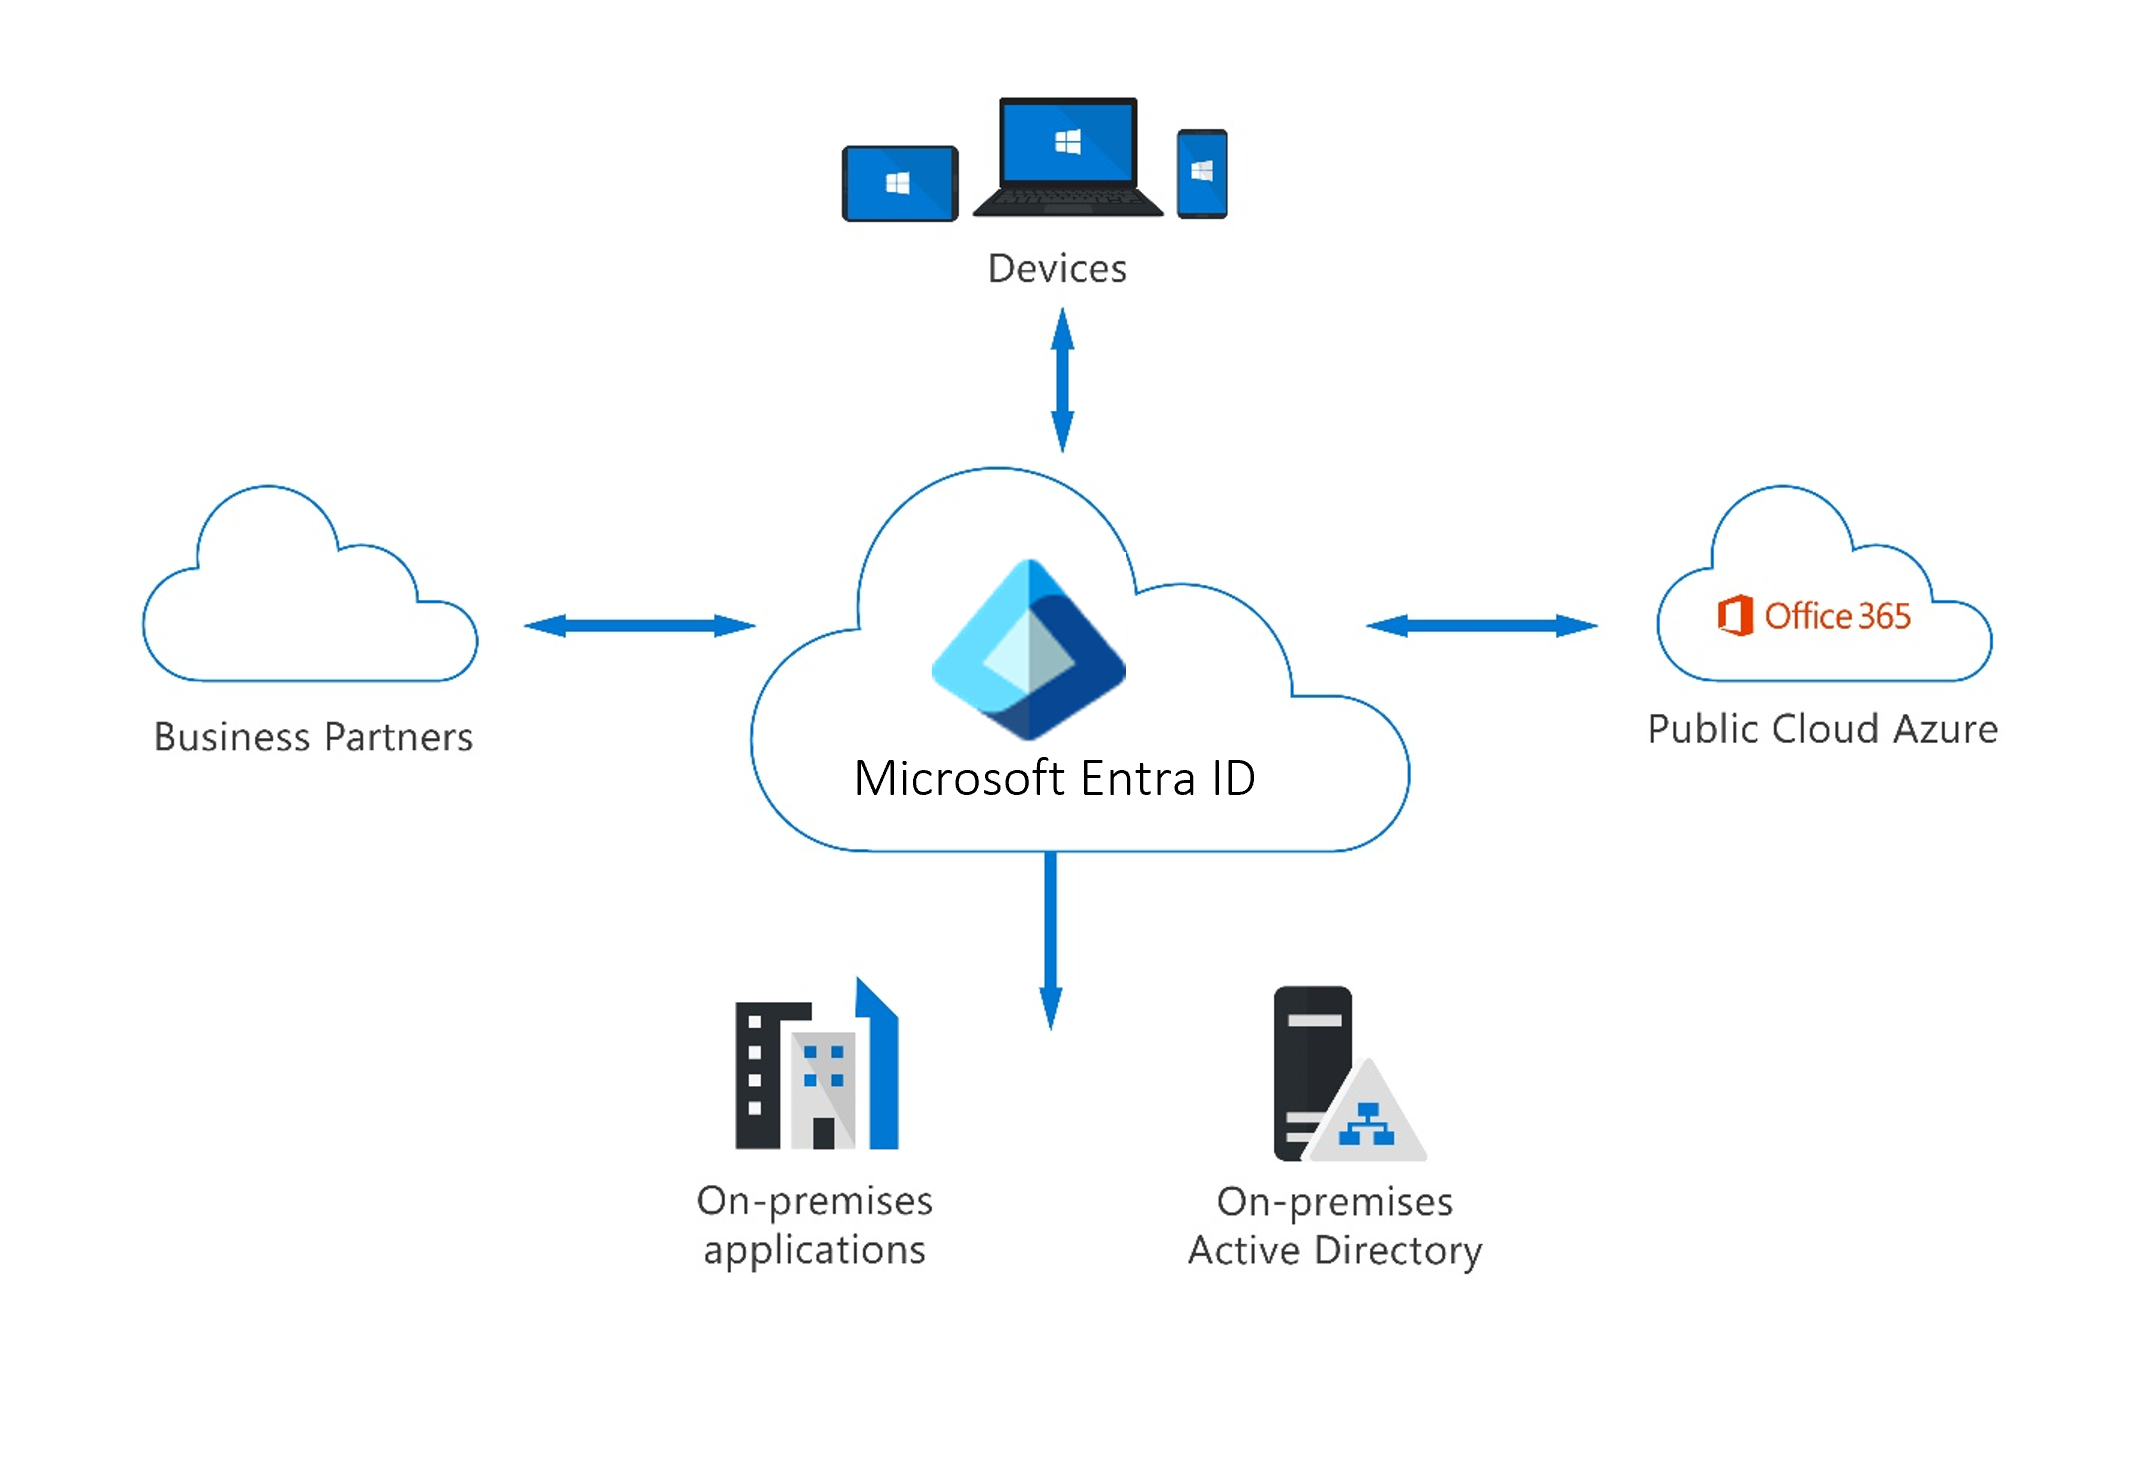 Devices
Office 365
Business Partners
Public Cloud Azure
Microsoft Entra ID
On-premises
applications
On-premises
Active Directory